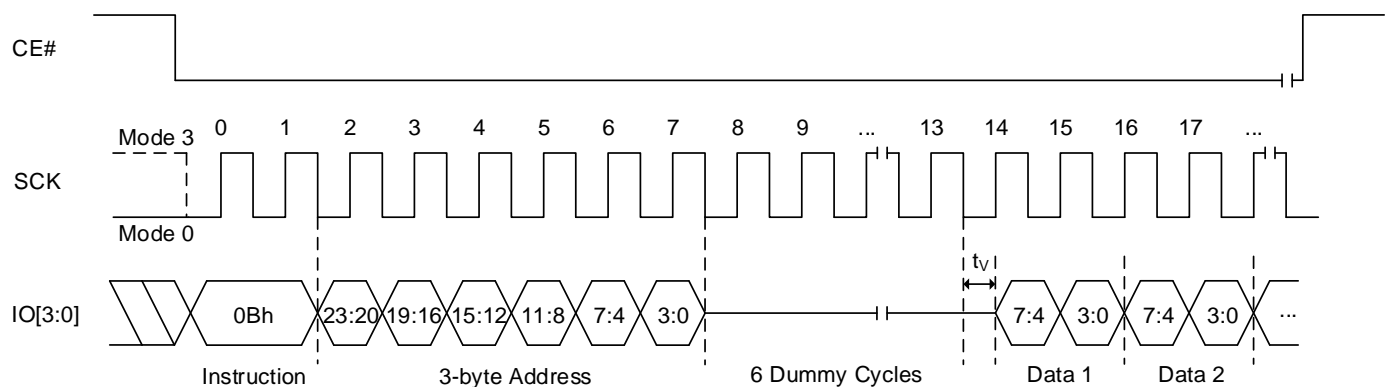 CE#
Mode 3
0 1 2 3 4 5 6 7 8 9 ... 13 14 15 16 17 ...
SCK
Mode 0
tV
IO[3:0]
0Bh 23:20 19:16 15:12 11:8 7:4 3:0 7:4 3:0 7:4 3:0 ...
Instruction 3-byte Address 6 Dummy Cycles Data 1 Data 2